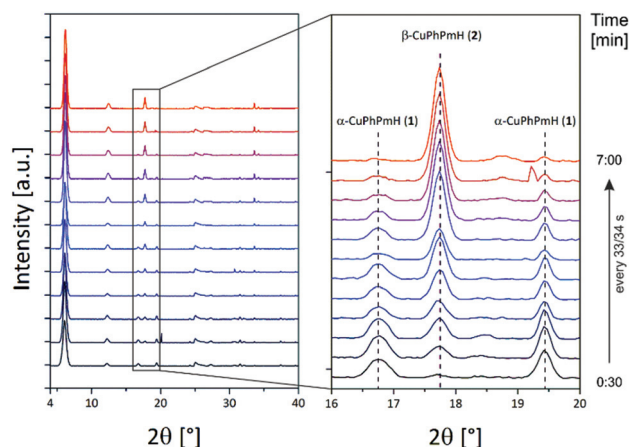 Time
[min]
β-CuPhPmH (2)
α-CuPhPmH (1)
α-CuPhPmH (1)
7:00
every 33/34 s
0:30
Intensity [a.u.]
4 10 20 30 40
16 17 18 19 20
2θ [°]
2θ [°]